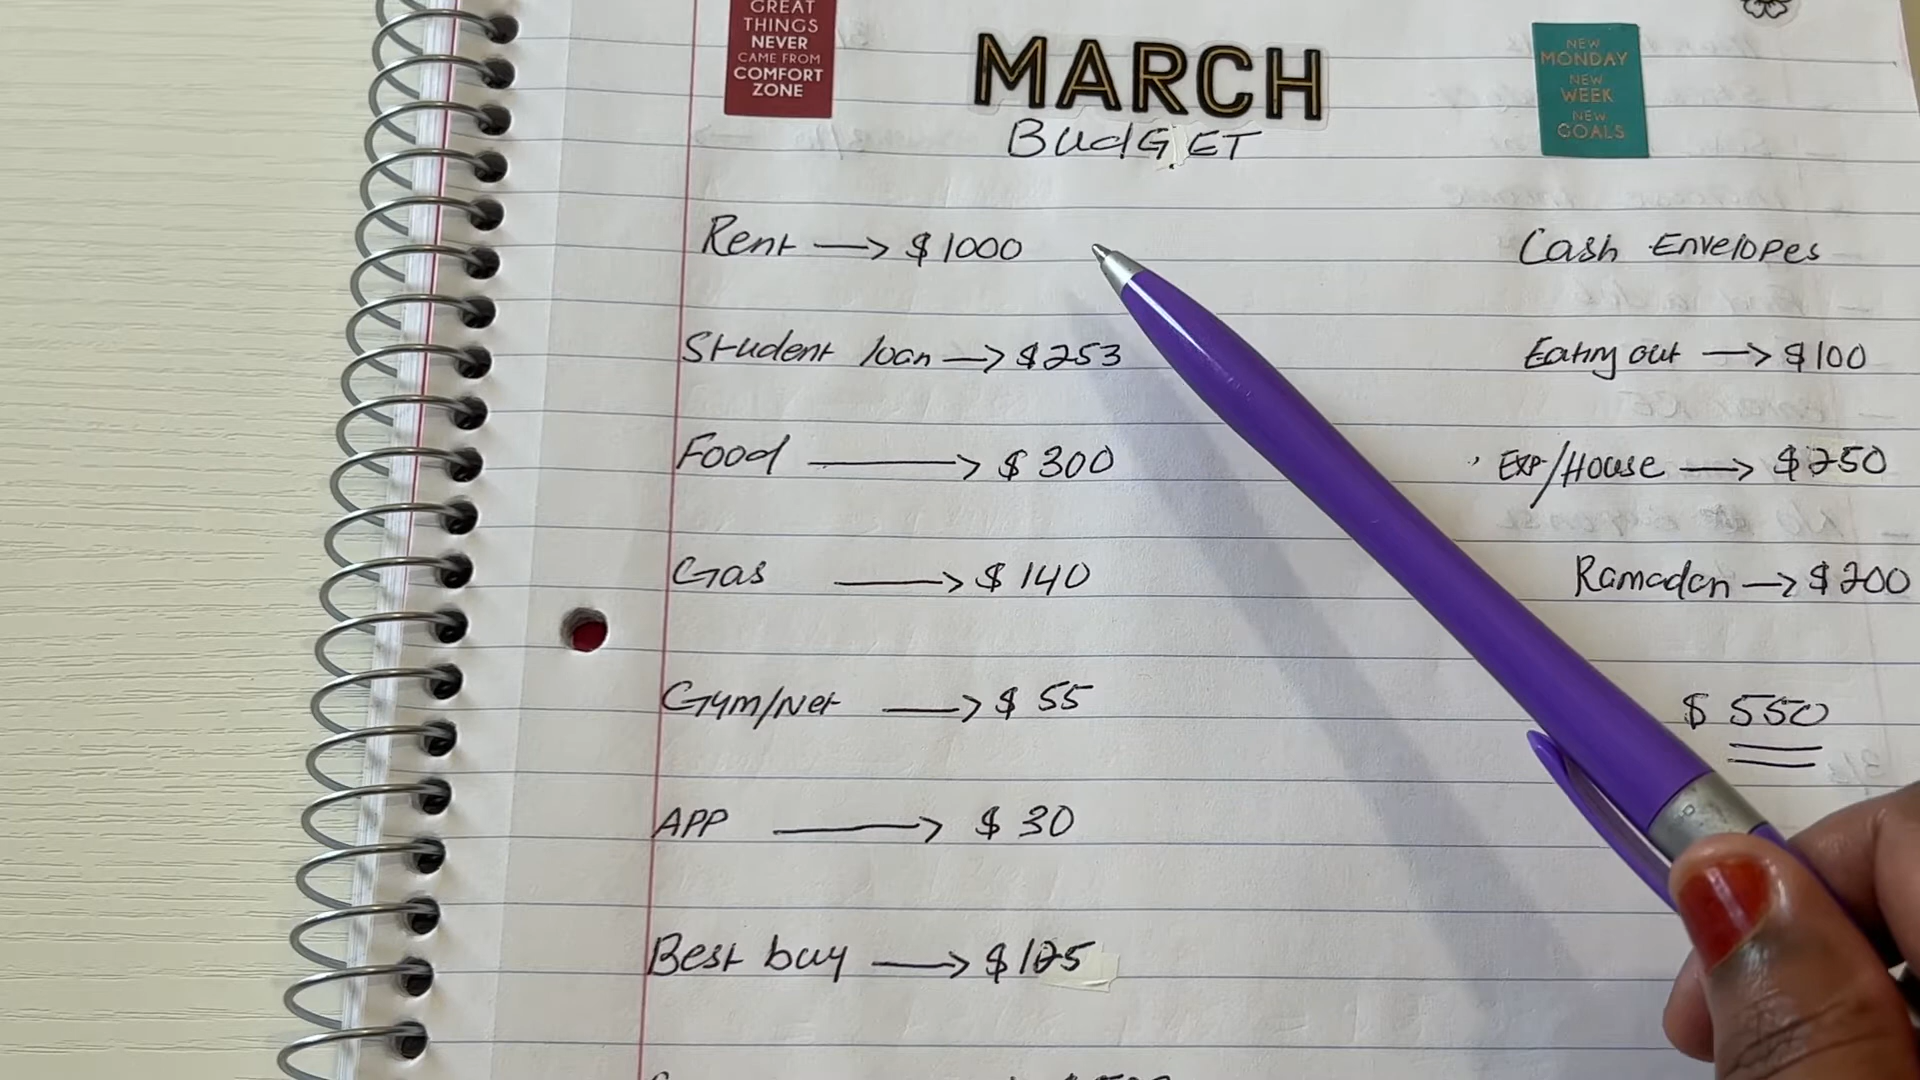 GREAT
THINGS
NEVER
CAME FROM
COMFORT
ZONE
MARCH
BudGET
NEW
MONDAY
NEW
WEEK
NEW
GOALS
Rent → $1000
Student loan → $253
Food → $300
Gas → $140
Gym/Net → $55
APP → $30
Best buy → $125
Cash Envelopes
Eating out → $100
EXP/House → $250
Ramadan → $200
$550